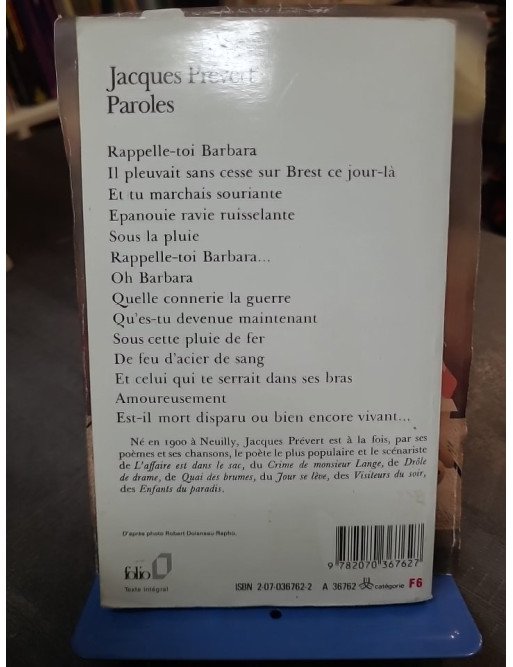 Jacques Prévert
Paroles
Rappelle-toi Barbara
Il pleuvait sans cesse sur Brest ce jour-là
Et tu marchais souriante
Epanouie ravie ruisselante
Sous la pluie
Rappelle-toi Barbara...
Oh Barbara
Quelle connerie la guerre
Qu'es-tu devenue maintenant
Sous cette pluie de fer
De feu d'acier de sang
Et celui qui te serrait dans ses bras
Amoureusement
Est-il mort disparu ou bien encore vivant...
Né en 1900 à Neuilly, Jacques Prévert est à la fois, par ses
poèmes et ses chansons, le poète le plus populaire et le scénariste
de L'affaire est dans le sac, du Crime de monsieur Lange, de Drôle
de drame, de Quai des brumes, du Jour se lève, des Visiteurs du soir,
des Enfants du paradis.
D'après photo Robert Doisneau Rapho.
folio
Texte intégral
9 782070 367627
ISBN 2-07-036762-2 A 36762 catégorie F6